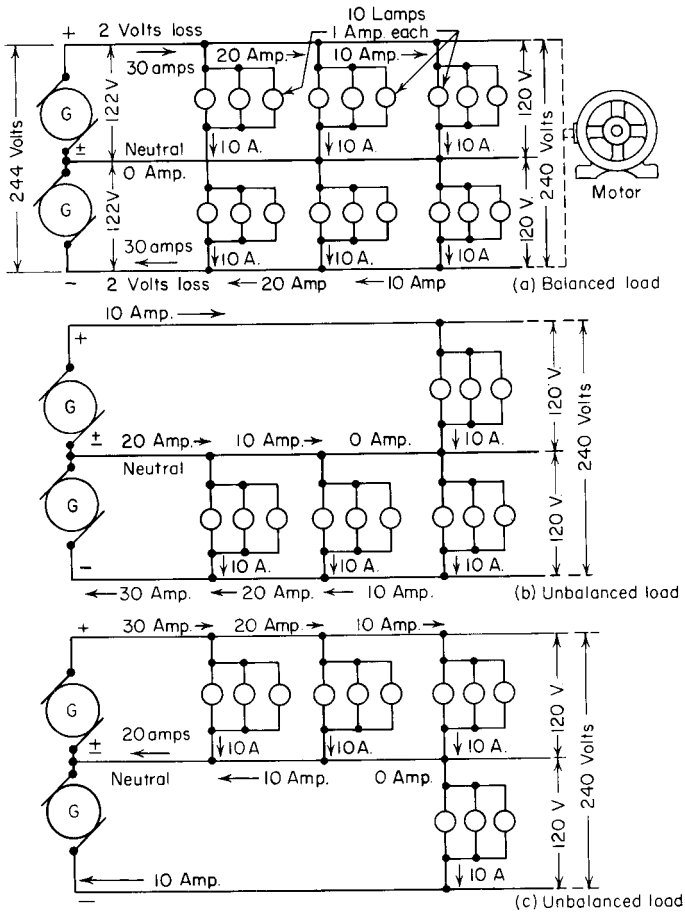 10 Lamps
1 Amp. each
+ 2 Volts loss
20 Amp. 10 Amp.
30 amps
244 Volts
122V
G
120 V.
240 Volts
±
Neutral
10 A. 10 A. 10 A.
0 Amp.
Motor
G
122V
120 V.
30 amps
10 A. 10 A. 10 A.
− 2 Volts loss 20 Amp 10 Amp
(a) Balanced load
10 Amp.
+
G
120 V.
240 Volts
± 20 Amp. 10 Amp. 0 Amp.
10 A.
Neutral
G
120 V.
−
10 A. 10 A. 10 A.
30 Amp. 20 Amp. 10 Amp.
(b) Unbalanced load
+ 30 Amp. 20 Amp. 10 Amp.
G
120 V.
240 Volts
± 20 amps
10 A. 10 A. 10 A.
Neutral 10 Amp. 0 Amp.
G
120 V.
10 Amp.
10 A.
−
(c) Unbalanced load